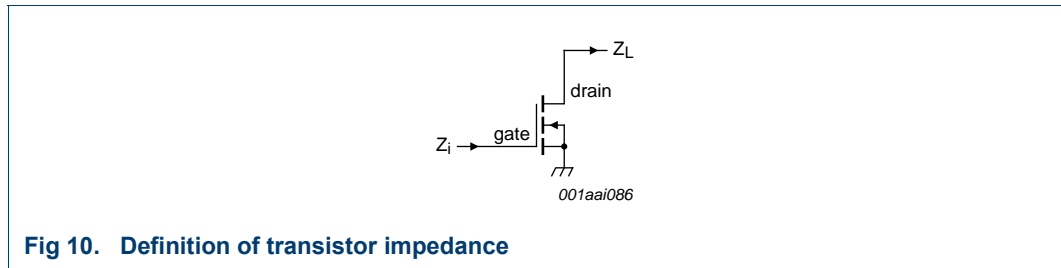 Z_L
drain
gate
Z_i
001aai086
Fig 10. Definition of transistor impedance